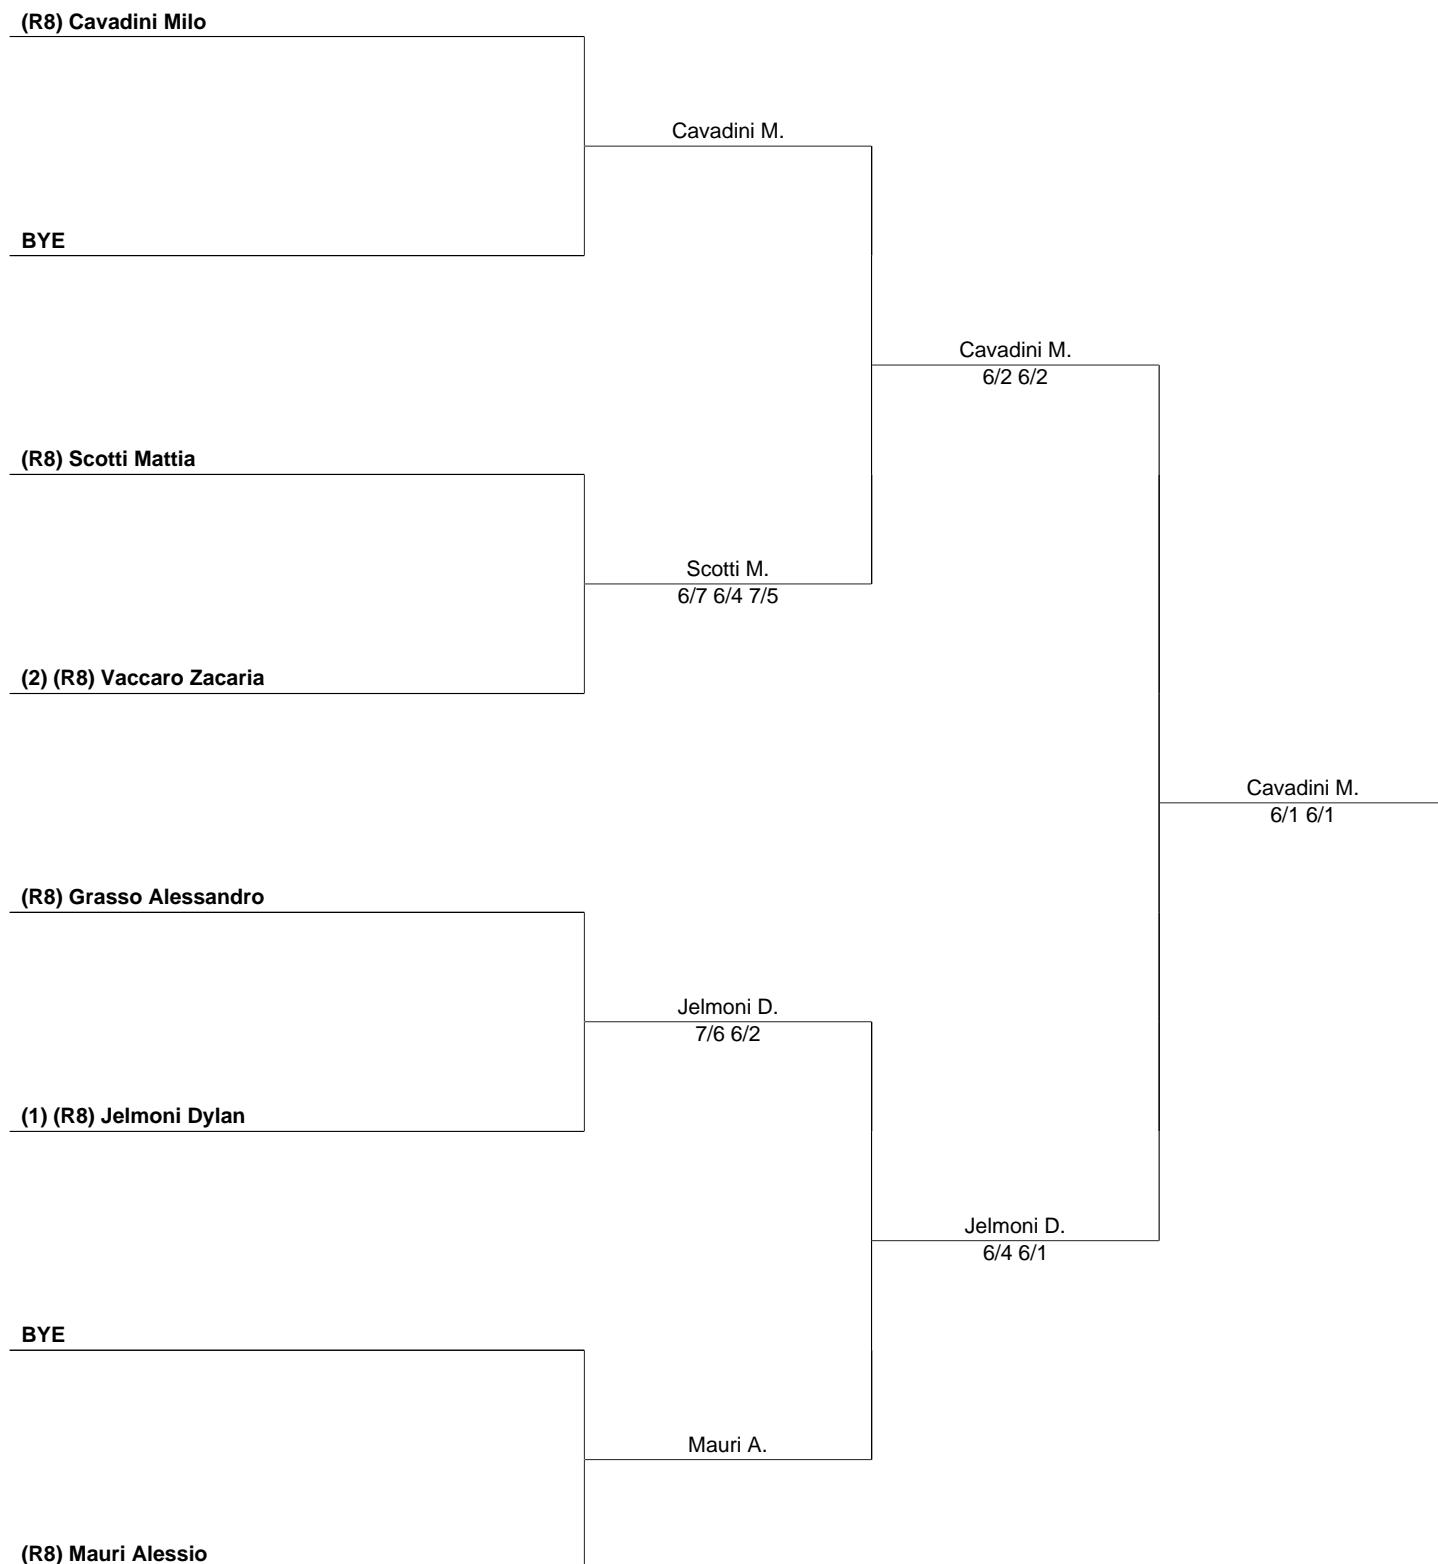 (R8) Cavadini Milo
Cavadini M.
BYE
Cavadini M.
6/2 6/2
(R8) Scotti Mattia
Scotti M.
6/7 6/4 7/5
(2) (R8) Vaccaro Zacaria
Cavadini M.
6/1 6/1
(R8) Grasso Alessandro
Jelmoni D.
7/6 6/2
(1) (R8) Jelmoni Dylan
Jelmoni D.
6/4 6/1
BYE
Mauri A.
(R8) Mauri Alessio